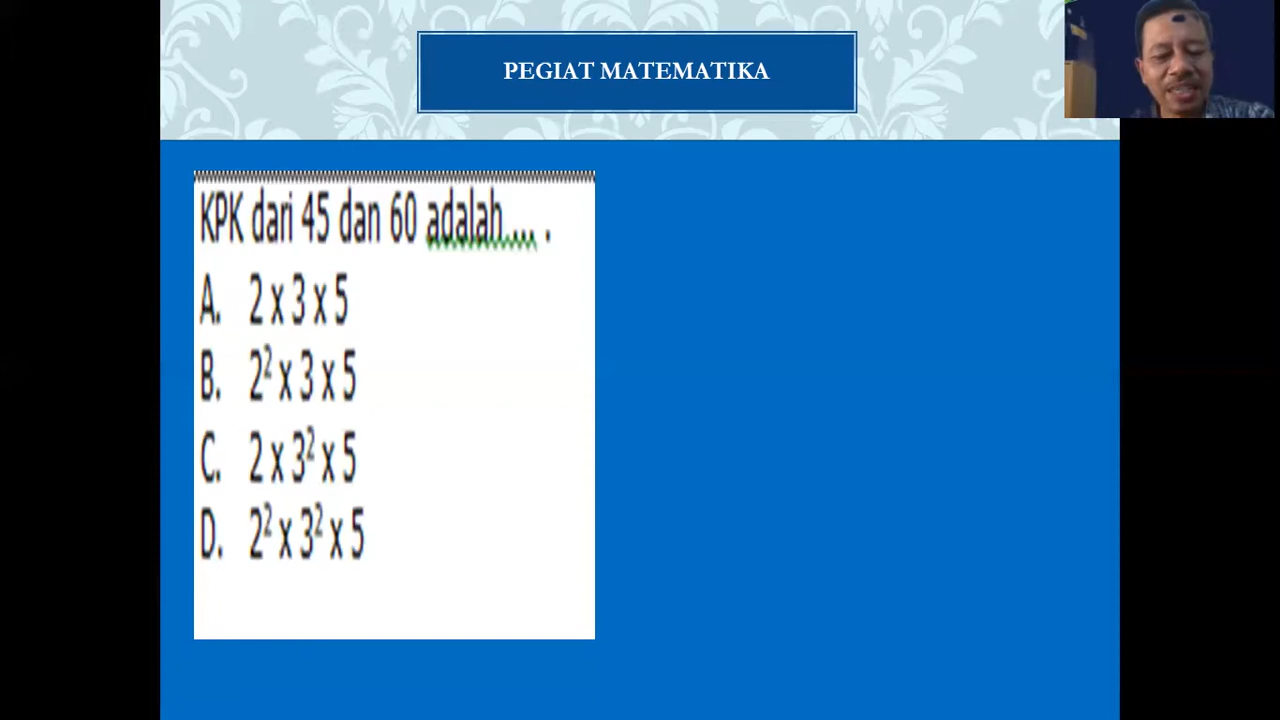 PEGIAT MATEMATIKA
KPK dari 45 dan 60 adalah ... .
A. 2 x 3 x 5
B. 2² x 3 x 5
C. 2 x 3² x 5
D. 2² x 3² x 5